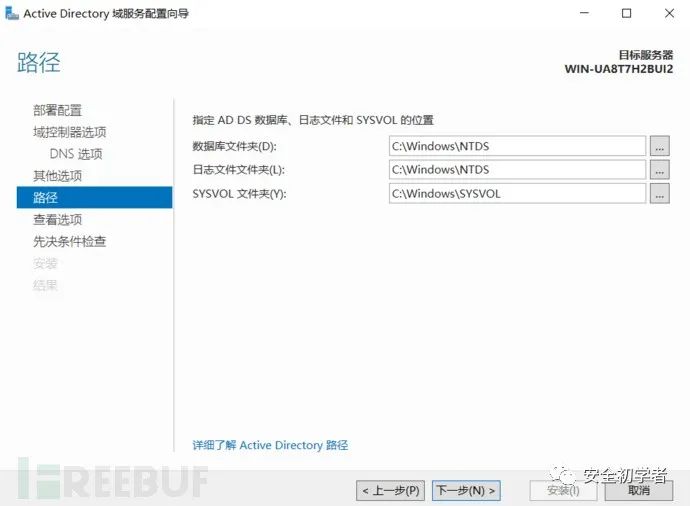 Active Directory 域服务配置向导
路径
目标服务器
WIN-UA8T7H2BUI2
部署配置
域控制器选项
DNS 选项
其他选项
路径
查看选项
先决条件检查
安装
结果
指定 AD DS 数据库、日志文件和 SYSVOL 的位置
数据库文件夹(D):
C:\Windows\NTDS
...
日志文件文件夹(L):
C:\Windows\NTDS
...
SYSVOL 文件夹(Y):
C:\Windows\SYSVOL
...
详细了解 Active Directory 路径
FREEBUF
安全初学者
< 上一步(P)
下一步(N) >
安装(I)
取消